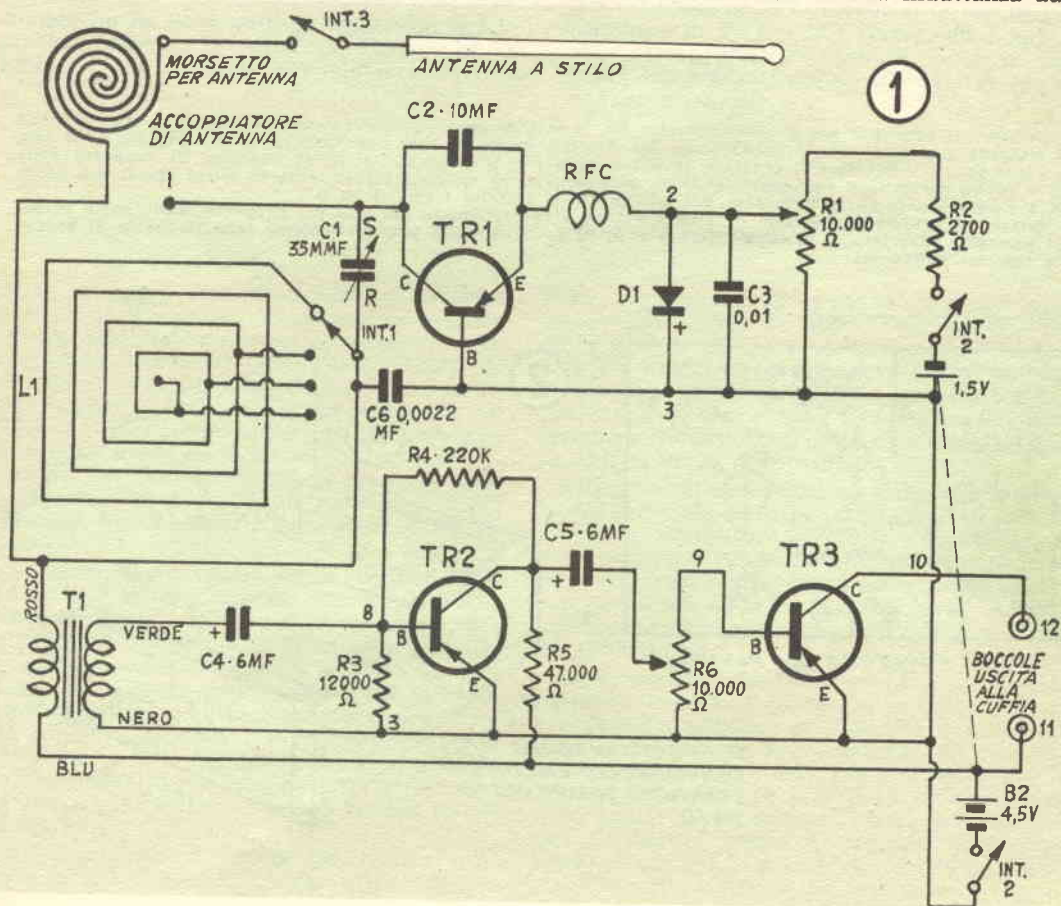 INT.3
MORSETTO
PER ANTENNA
ANTENNA A STILO
1
ACCOPPIATORE
DI ANTENNA
C2·10MF
RFC
1
2
C1
35MMF
S
R
TR1
C
E
B
R1
10.000
Ω
R2
2700
Ω
D1
+
C3
0,01
INT.1
INT.
2
1,5V
L1
C6
0,0022
MF
3
R4·220K
C5·6MF
TR2
TR3
9
10
ROSSO
T1
VERDE
+
C4·6MF
8
B
C
E
+
B
C
E
12
R3
12000
Ω
R5
47.000
Ω
R6
10.000
Ω
BOCCOLE
USCITA
ALLA
CUFFIA
NERO
3
11
BLU
B2
4,5V
INT.
2